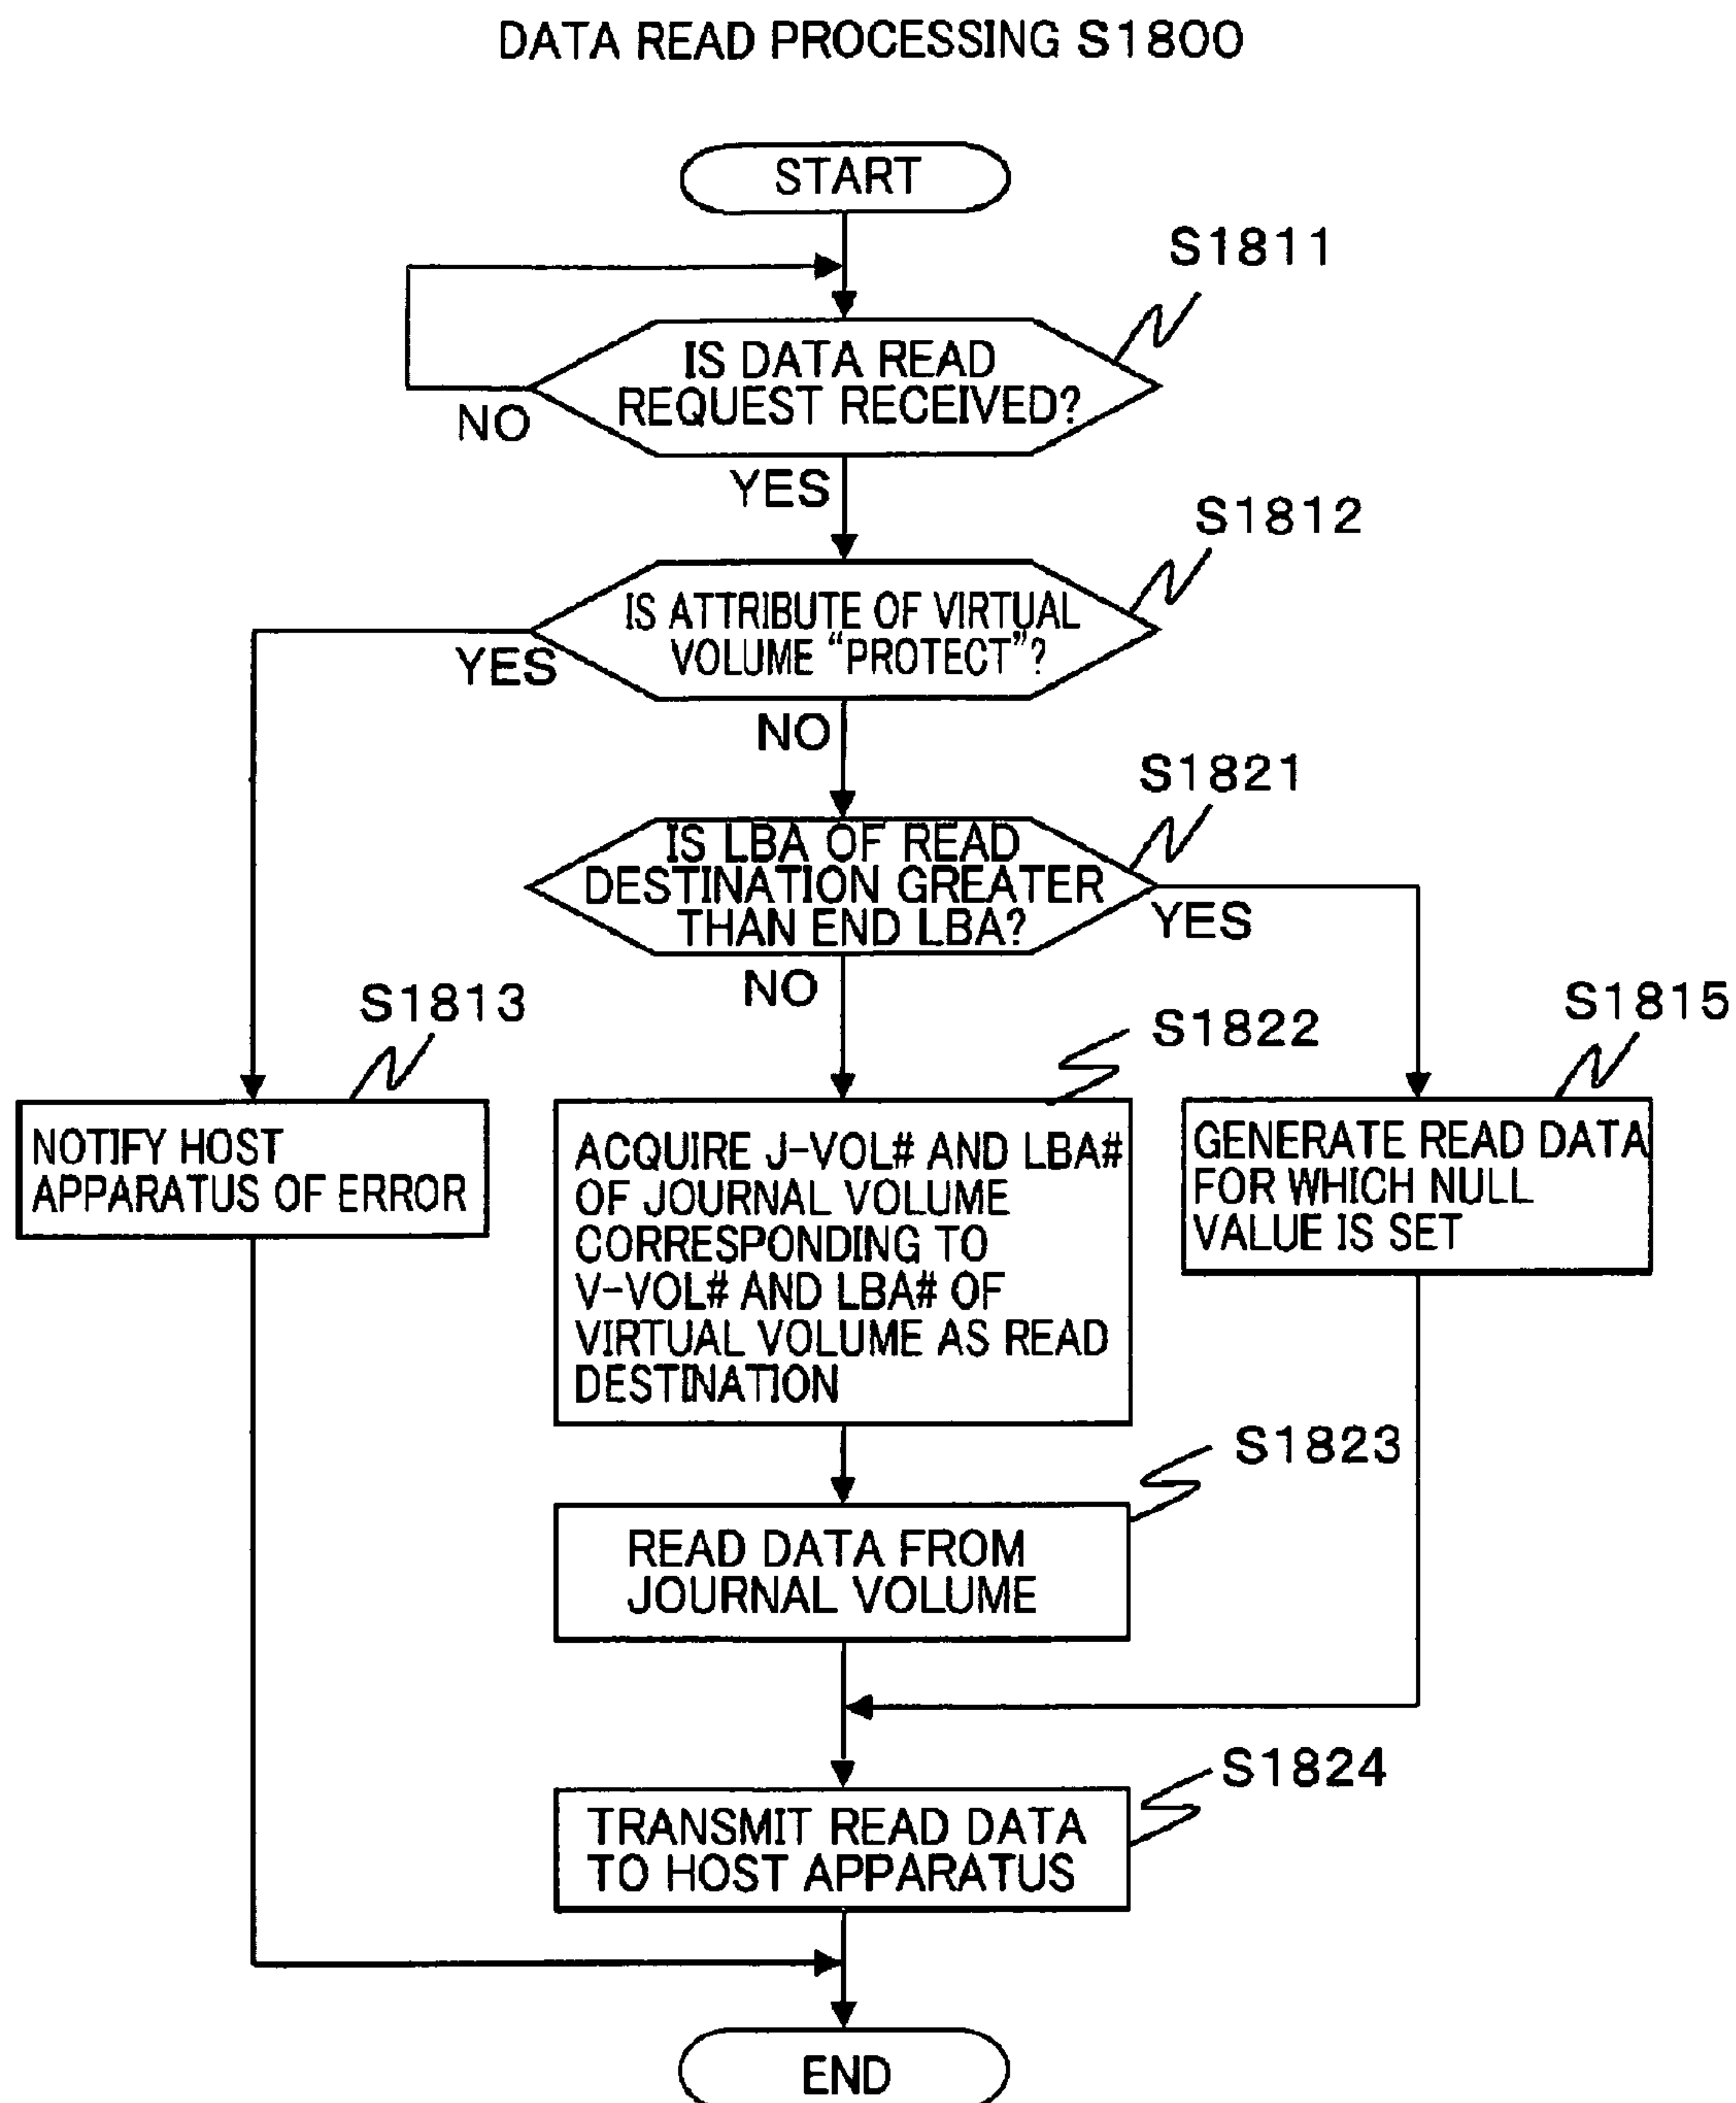 DATA READ PROCESSING S1800
START
S1811
IS DATA READ
REQUEST RECEIVED?
NO
YES
S1812
IS ATTRIBUTE OF VIRTUAL
VOLUME “PROTECT”?
YES
NO
S1821
IS LBA OF READ
DESTINATION GREATER
THAN END LBA?
YES
NO
S1813
NOTIFY HOST
APPARATUS OF ERROR
S1822
ACQUIRE J-VOL# AND LBA#
OF JOURNAL VOLUME
CORRESPONDING TO
V-VOL# AND LBA# OF
VIRTUAL VOLUME AS READ
DESTINATION
S1815
GENERATE READ DATA
FOR WHICH NULL
VALUE IS SET
S1823
READ DATA FROM
JOURNAL VOLUME
S1824
TRANSMIT READ DATA
TO HOST APPARATUS
END